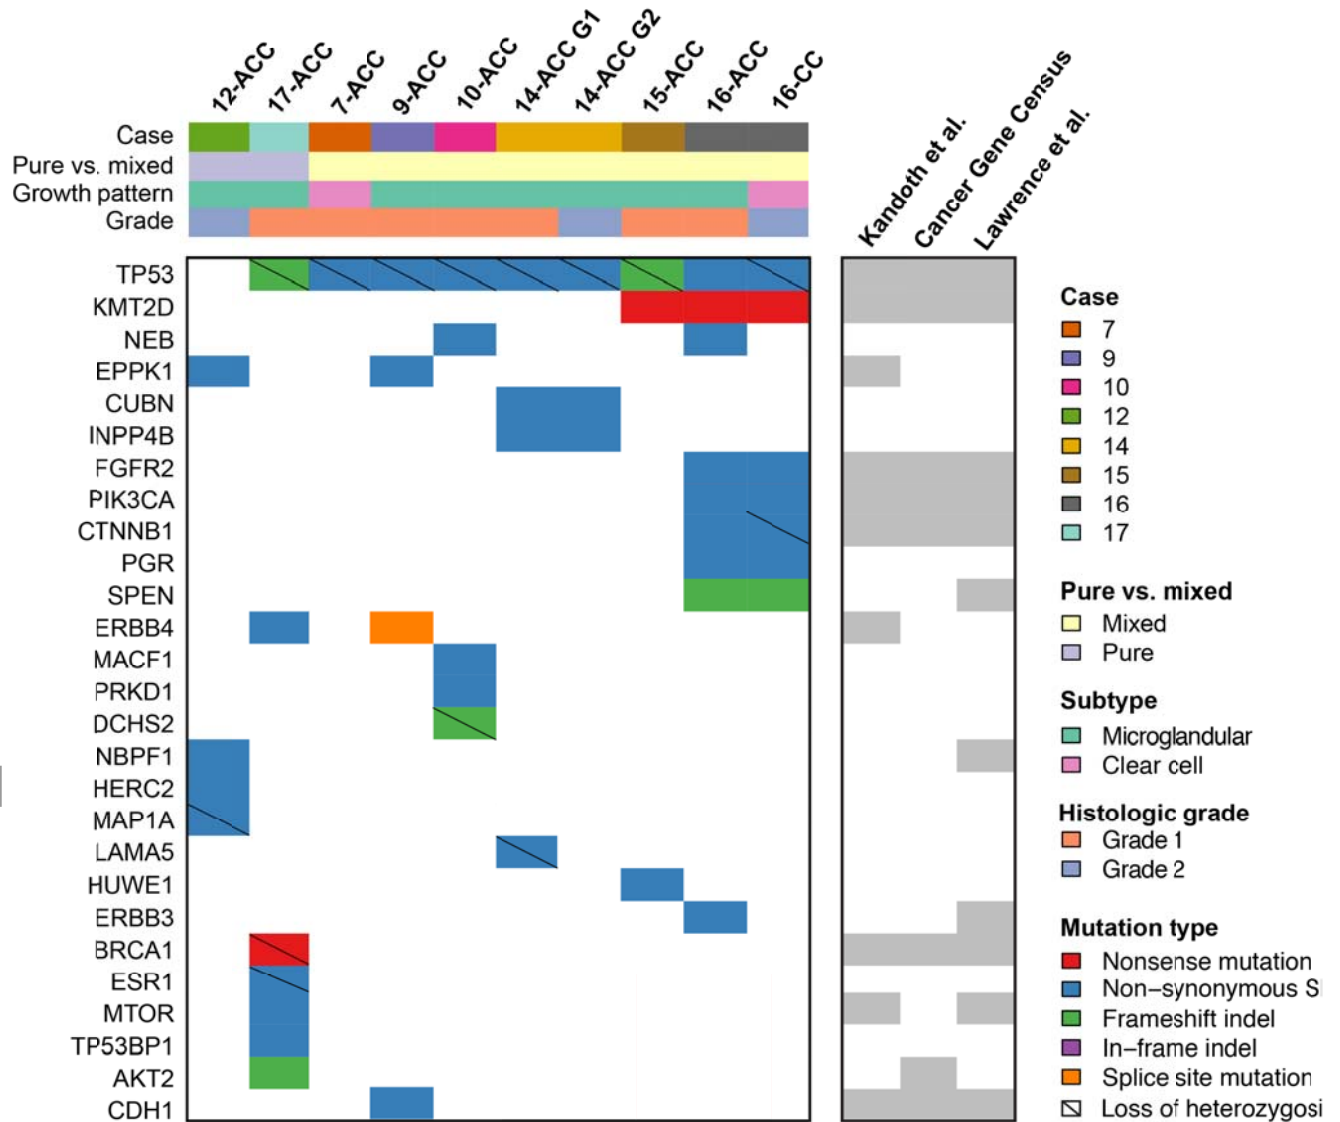 12-ACC
17-ACC
7-ACC
9-ACC
10-ACC
14-ACC G1
14-ACC G2
15-ACC
16-ACC
16-CC
Kandoth et al.
Cancer Gene Census
Lawrence et al.
Case
Pure vs. mixed
Growth pattern
Grade
TP53
KMT2D
NEB
EPPK1
CUBN
INPP4B
FGFR2
PIK3CA
CTNNB1
PGR
SPEN
ERBB4
MACF1
PRKD1
DCHS2
NBPF1
HERC2
MAP1A
LAMA5
HUWE1
ERBB3
BRCA1
ESR1
MTOR
TP53BP1
AKT2
CDH1
Case
7
9
10
12
14
15
16
17
Pure vs. mixed
Mixed
Pure
Subtype
Microglandular
Clear cell
Histologic grade
Grade 1
Grade 2
Mutation type
Nonsense mutation
Non−synonymous S
Frameshift indel
In−frame indel
Splice site mutation
Loss of heterozygosi